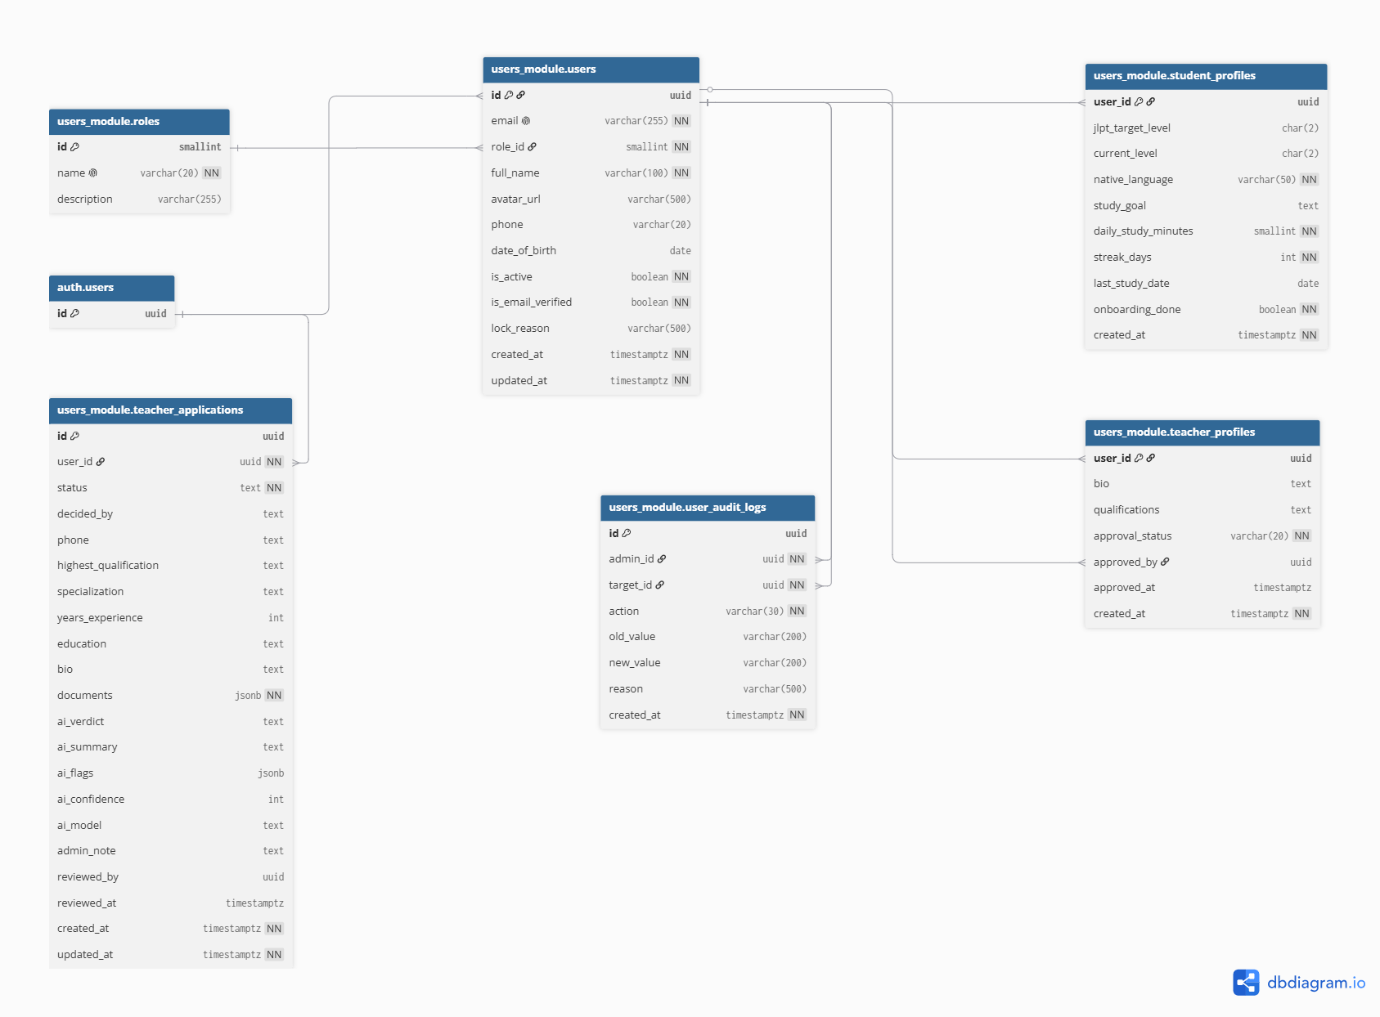 users_module.roles
id smallint
name varchar(20) NN
description varchar(255)
auth.users
id uuid
users_module.teacher_applications
id uuid
user_id uuid NN
status text NN
decided_by text
phone text
highest_qualification text
specialization text
years_experience int
education text
bio text
documents jsonb NN
ai_verdict text
ai_summary text
ai_flags jsonb
ai_confidence int
ai_model text
admin_note text
reviewed_by uuid
reviewed_at timestamptz
created_at timestamptz NN
updated_at timestamptz NN
users_module.users
id uuid
email varchar(255) NN
role_id smallint NN
full_name varchar(100) NN
avatar_url varchar(500)
phone varchar(20)
date_of_birth date
is_active boolean NN
is_email_verified boolean NN
lock_reason varchar(500)
created_at timestamptz NN
updated_at timestamptz NN
users_module.user_audit_logs
id uuid
admin_id uuid NN
target_id uuid NN
action varchar(30) NN
old_value varchar(200)
new_value varchar(200)
reason varchar(500)
created_at timestamptz NN
users_module.student_profiles
user_id uuid
jlpt_target_level char(2)
current_level char(2)
native_language varchar(50) NN
study_goal text
daily_study_minutes smallint NN
streak_days int NN
last_study_date date
onboarding_done boolean NN
created_at timestamptz NN
users_module.teacher_profiles
user_id uuid
bio text
qualifications text
approval_status varchar(20) NN
approved_by uuid
approved_at timestamptz
created_at timestamptz NN
dbdiagram.io